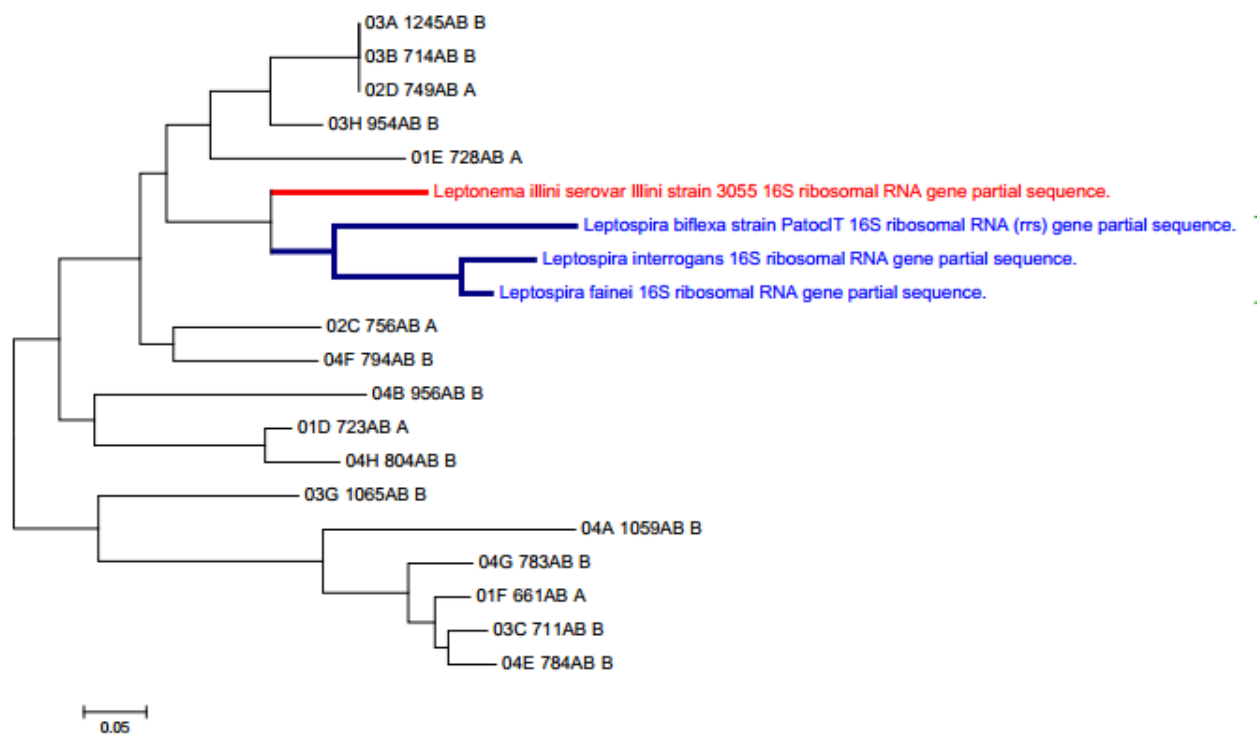 03A 1245AB B
03B 714AB B
02D 749AB A
03H 954AB B
01E 728AB A
Leptonema illini serovar Illini strain 3055 16S ribosomal RNA gene partial sequence.
Leptospira biflexa strain PatocIT 16S ribosomal RNA (rrs) gene partial sequence.
Leptospira interrogans 16S ribosomal RNA gene partial sequence.
Leptospira fainei 16S ribosomal RNA gene partial sequence.
02C 756AB A
04F 794AB B
04B 956AB B
01D 723AB A
04H 804AB B
03G 1065AB B
04A 1059AB B
04G 783AB B
01F 661AB A
03C 711AB B
04E 784AB B
0.05